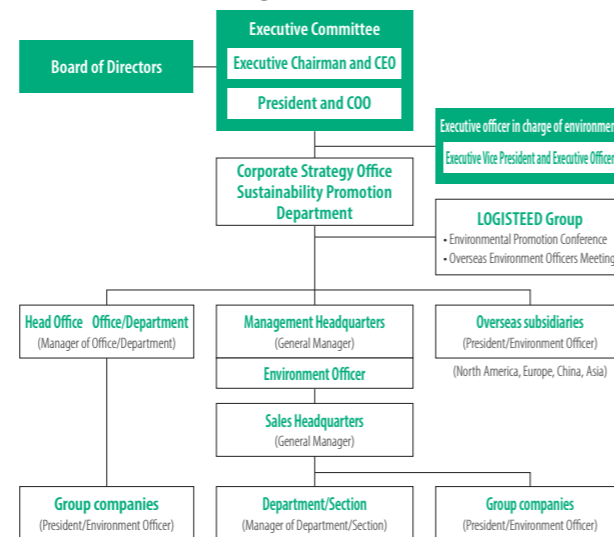 Executive Committee
Board of Directors
Executive Chairman and CEO
President and COO
Executive officer in charge of environmen
Executive Vice President and Executive Officer
Corporate Strategy Office
Sustainability Promotion
Department
LOGISTEED Group
• Environmental Promotion Conference
• Overseas Environment Officers Meeting
Head Office Office/Department
(Manager of Office/Department)
Management Headquarters
(General Manager)
Overseas subsidiaries
(President/Environment Officer)
Environment Officer
(North America, Europe, China, Asia)
Sales Headquarters
(General Manager)
Group companies
(President/Environment Officer)
Department/Section
(Manager of Department/Section)
Group companies
(President/Environment Officer)